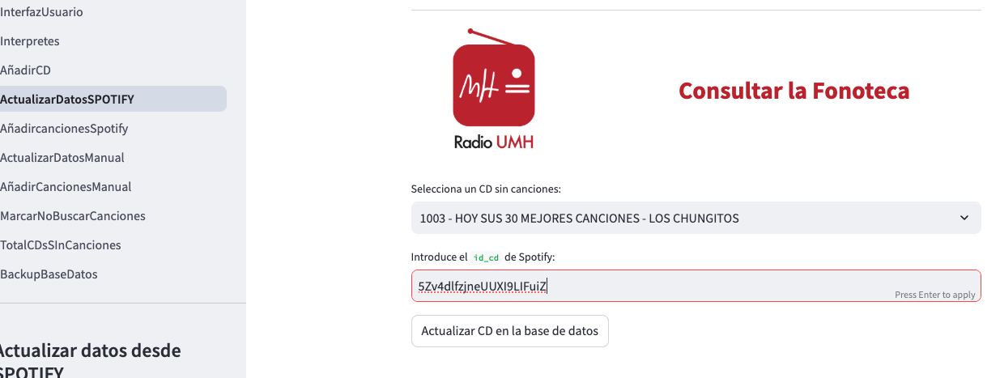 InterfazUsuario
Interpretes
AñadirCD
ActualizarDatosSPOTIFY
AñadircancionesSpotify
ActualizarDatosManual
AñadirCancionesManual
MarcarNoBuscarCanciones
TotalCDsSInCanciones
BackupBaseDatos
Actualizar datos desde
SPOTIFY
MH
Radio UMH
Consultar la Fonoteca
Selecciona un CD sin canciones:
1003 - HOY SUS 30 MEJORES CANCIONES - LOS CHUNGITOS
Introduce el id_cd de Spotify:
5Zv4dlfzjneUUXI9LIFuiZ
Press Enter to apply
Actualizar CD en la base de datos